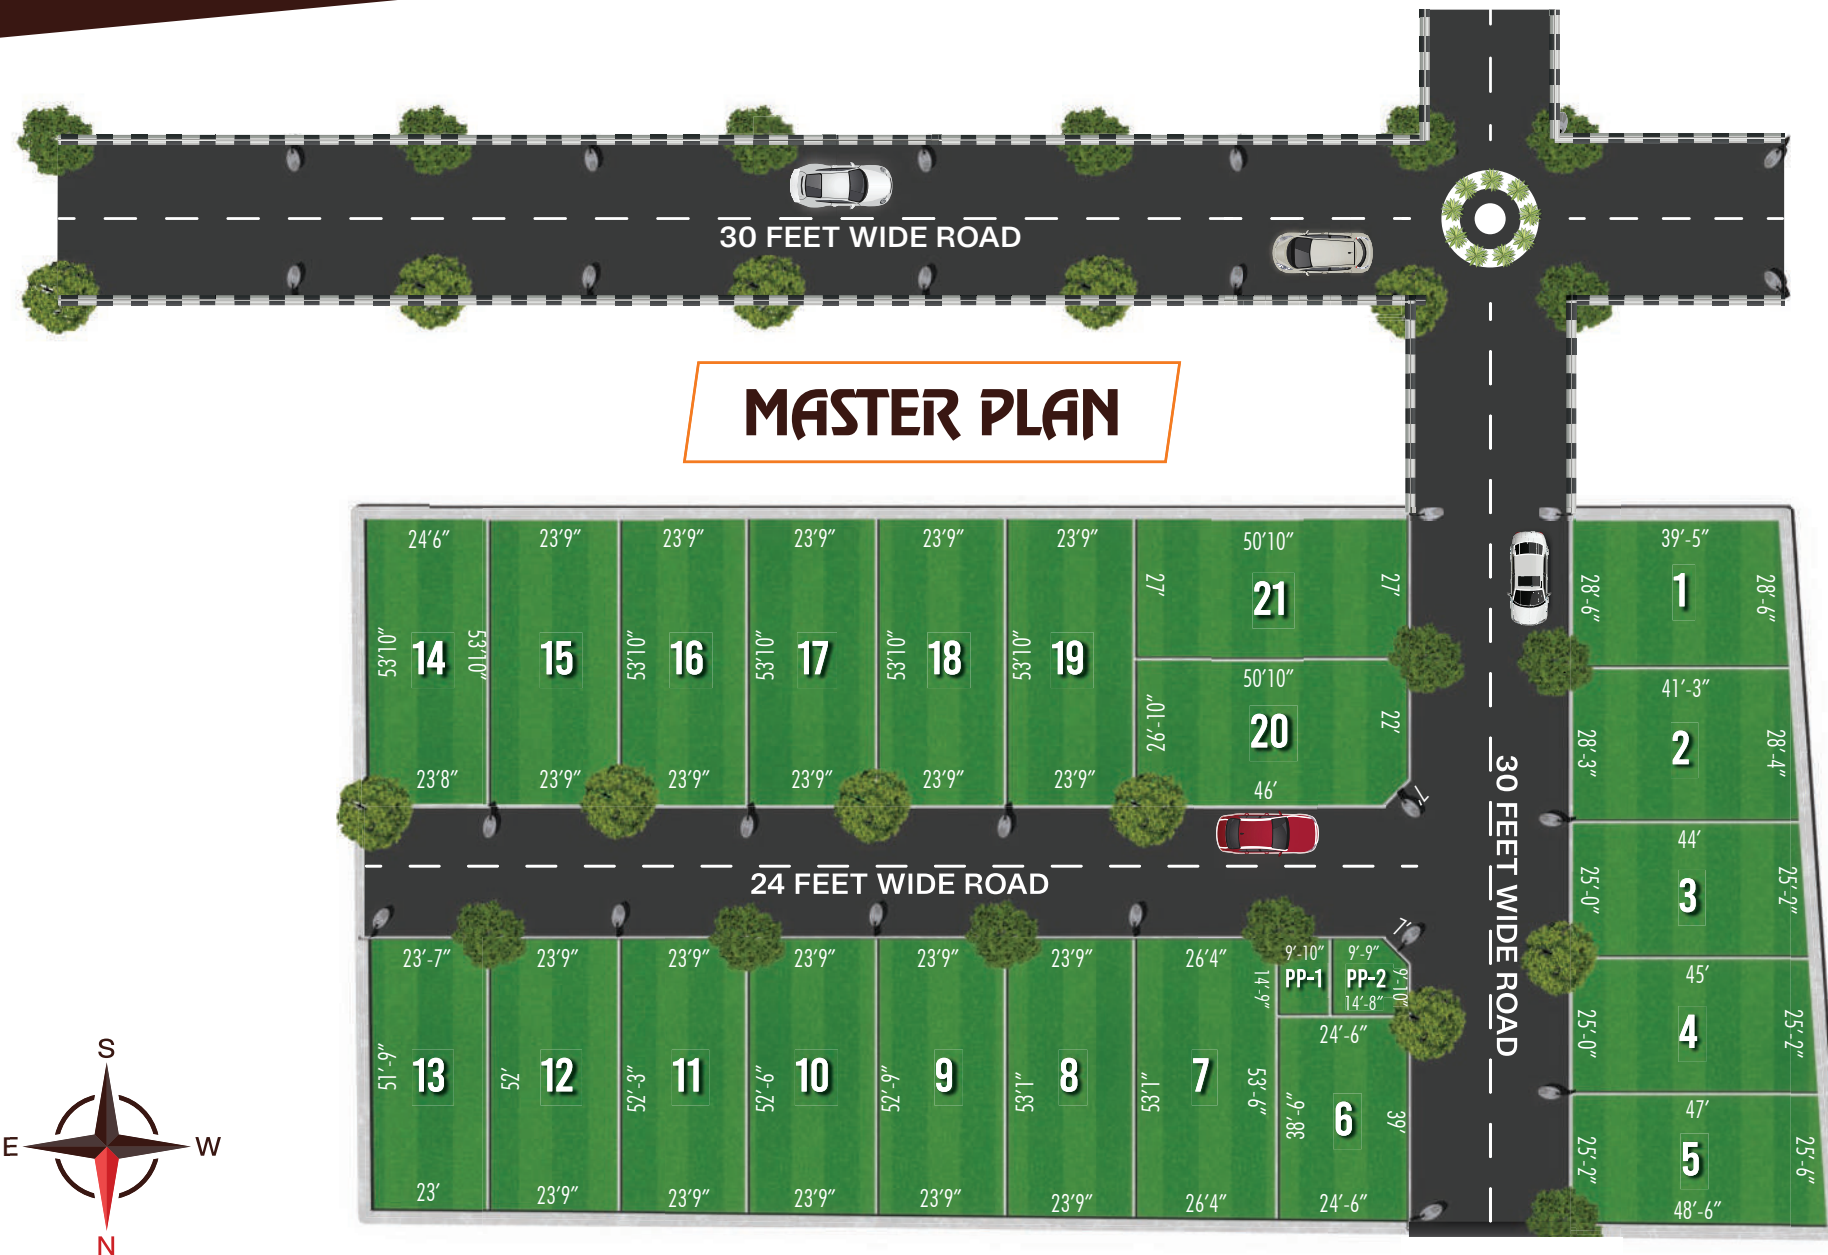 30 FEET WIDE ROAD
MASTER PLAN
24'6" 23'9" 23'9" 23'9" 23'9" 23'9" 50'10" 39'-5"
27' 27' 28'-6" 28'-6"
21 1
53'10" 14 53'10" 15 53'10" 16 53'10" 17 53'10" 18 53'10" 19
50'10" 41'-3"
26'-10" 20 22' 28'-3" 2 28'-4"
23'8" 23'9" 23'9" 23'9" 23'9" 23'9" 46' 7'
44'
25'-0" 3 25'-2"
24 FEET WIDE ROAD
30 FEET WIDE ROAD
7'
23'-7" 23'9" 23'9" 23'9" 23'9" 23'9" 26'4" 9'-10" 9'-9"
14'-9" PP-1 PP-2 9'-10"
14'-8"
45'
25'-0" 4 25'-2"
24'-6"
51'-9" 13 52' 12 52'-3" 11 52'-6" 10 52'-9" 9 53'1" 8 53'1" 7 53'-6"
38'-9" 6 39'
47'
25'-2" 5 25'-6"
23' 23'9" 23'9" 23'9" 23'9" 23'9" 26'4" 24'-6" 48'-6"
S
E W
N